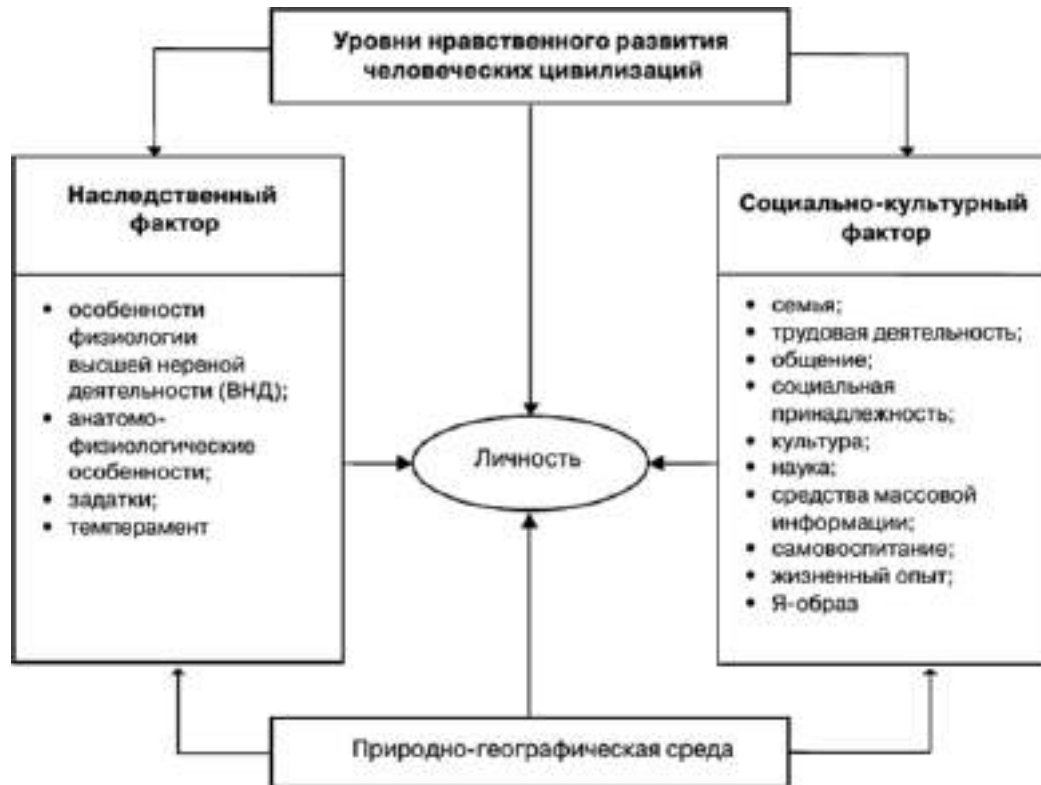 Уровни нравственного развития
человеческих цивилизаций
Наследственный
фактор
• особенности
физиологии
высшей нервной
деятельности (ВНД);
• анатомо-
физиологические
особенности;
• задатки;
• темперамент
Личность
Социально-культурный
фактор
• семья;
• трудовая деятельность;
• общение;
• социальная
принадлежность;
• культура;
• наука;
• средства массовой
информации;
• самовоспитание;
• жизненный опыт;
• Я-образ
Природно-географическая среда